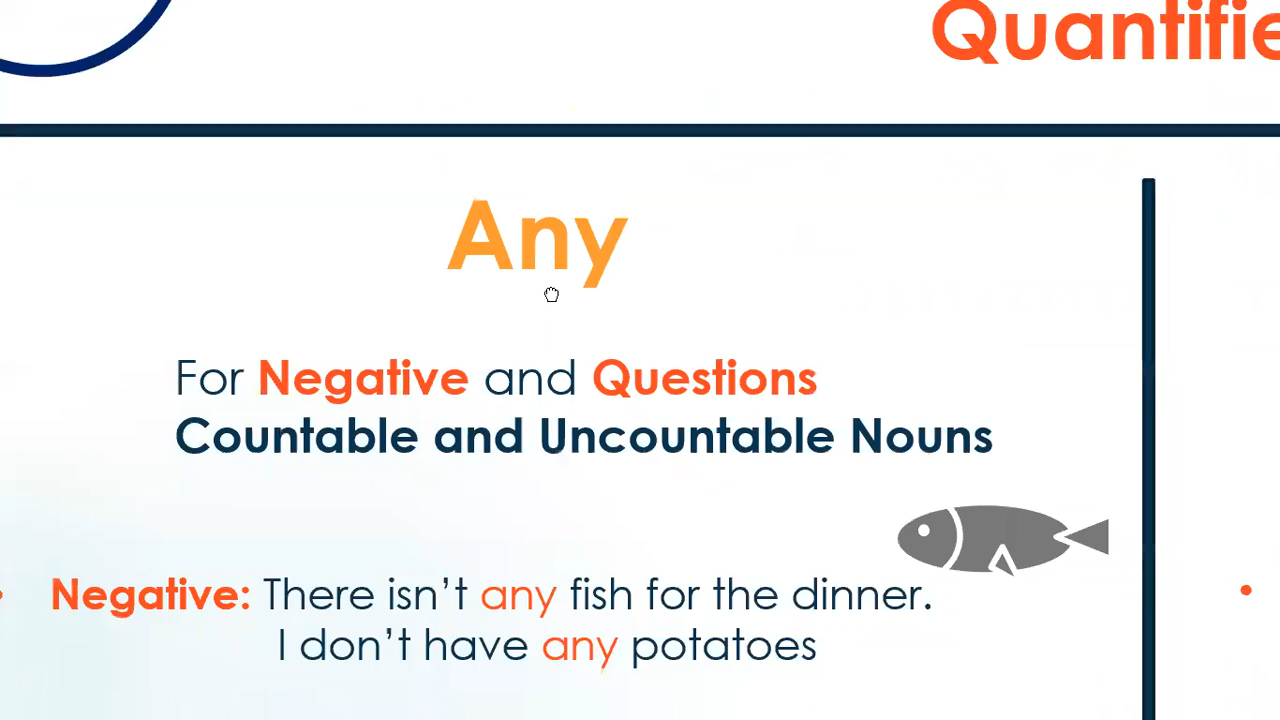 Quantifie
Any
For Negative and Questions
Countable and Uncountable Nouns
Negative: There isn’t any fish for the dinner.
I don’t have any potatoes